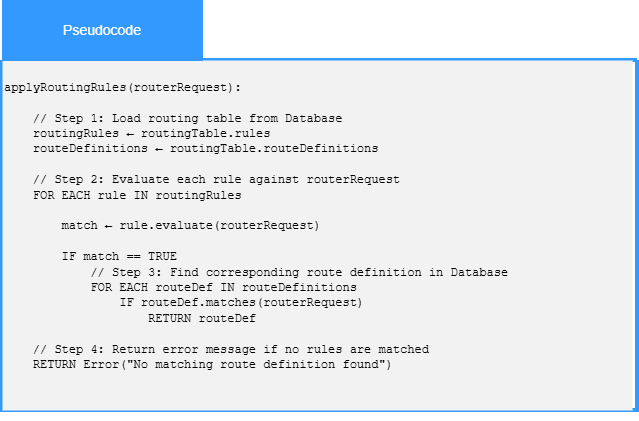 Pseudocode
applyRoutingRules(routerRequest):
// Step 1: Load routing table from Database
routingRules ← routingTable.rules
routeDefinitions ← routingTable.routeDefinitions
// Step 2: Evaluate each rule against routerRequest
FOR EACH rule IN routingRules
match ← rule.evaluate(routerRequest)
IF match == TRUE
// Step 3: Find corresponding route definition in Database
FOR EACH routeDef IN routeDefinitions
IF routeDef.matches(routerRequest)
RETURN routeDef
// Step 4: Return error message if no rules are matched
RETURN Error("No matching route definition found")